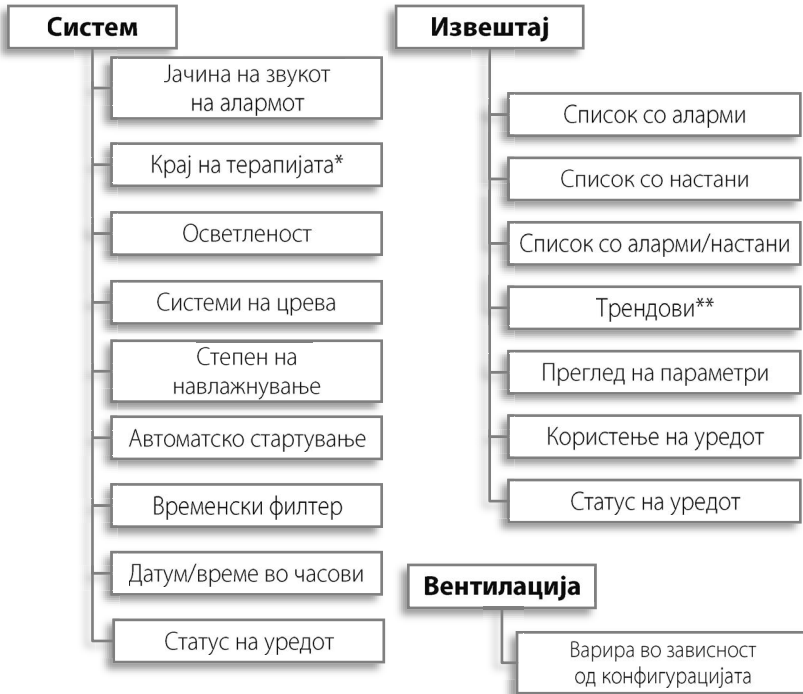 Систем
Јачина на звукот
на алармот
Крај на терапијата*
Осветленост
Системи на црева
Степен на
навлажнување
Автоматско стартување
Временски филтер
Датум/време во часови
Статус на уредот
Извештај
Список со аларми
Список со настани
Список со аларми/настани
Трендови**
Преглед на параметри
Користење на уредот
Статус на уредот
Вентилација
Варира во зависност
од конфигурацијата